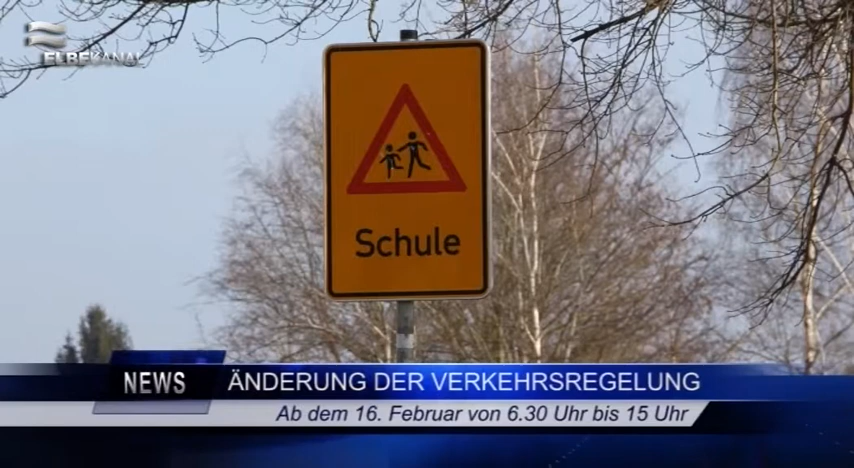 ELBEKANAL
Schule
NEWS
ÄNDERUNG DER VERKEHRSREGELUNG
Ab dem 16. Februar von 6.30 Uhr bis 15 Uhr